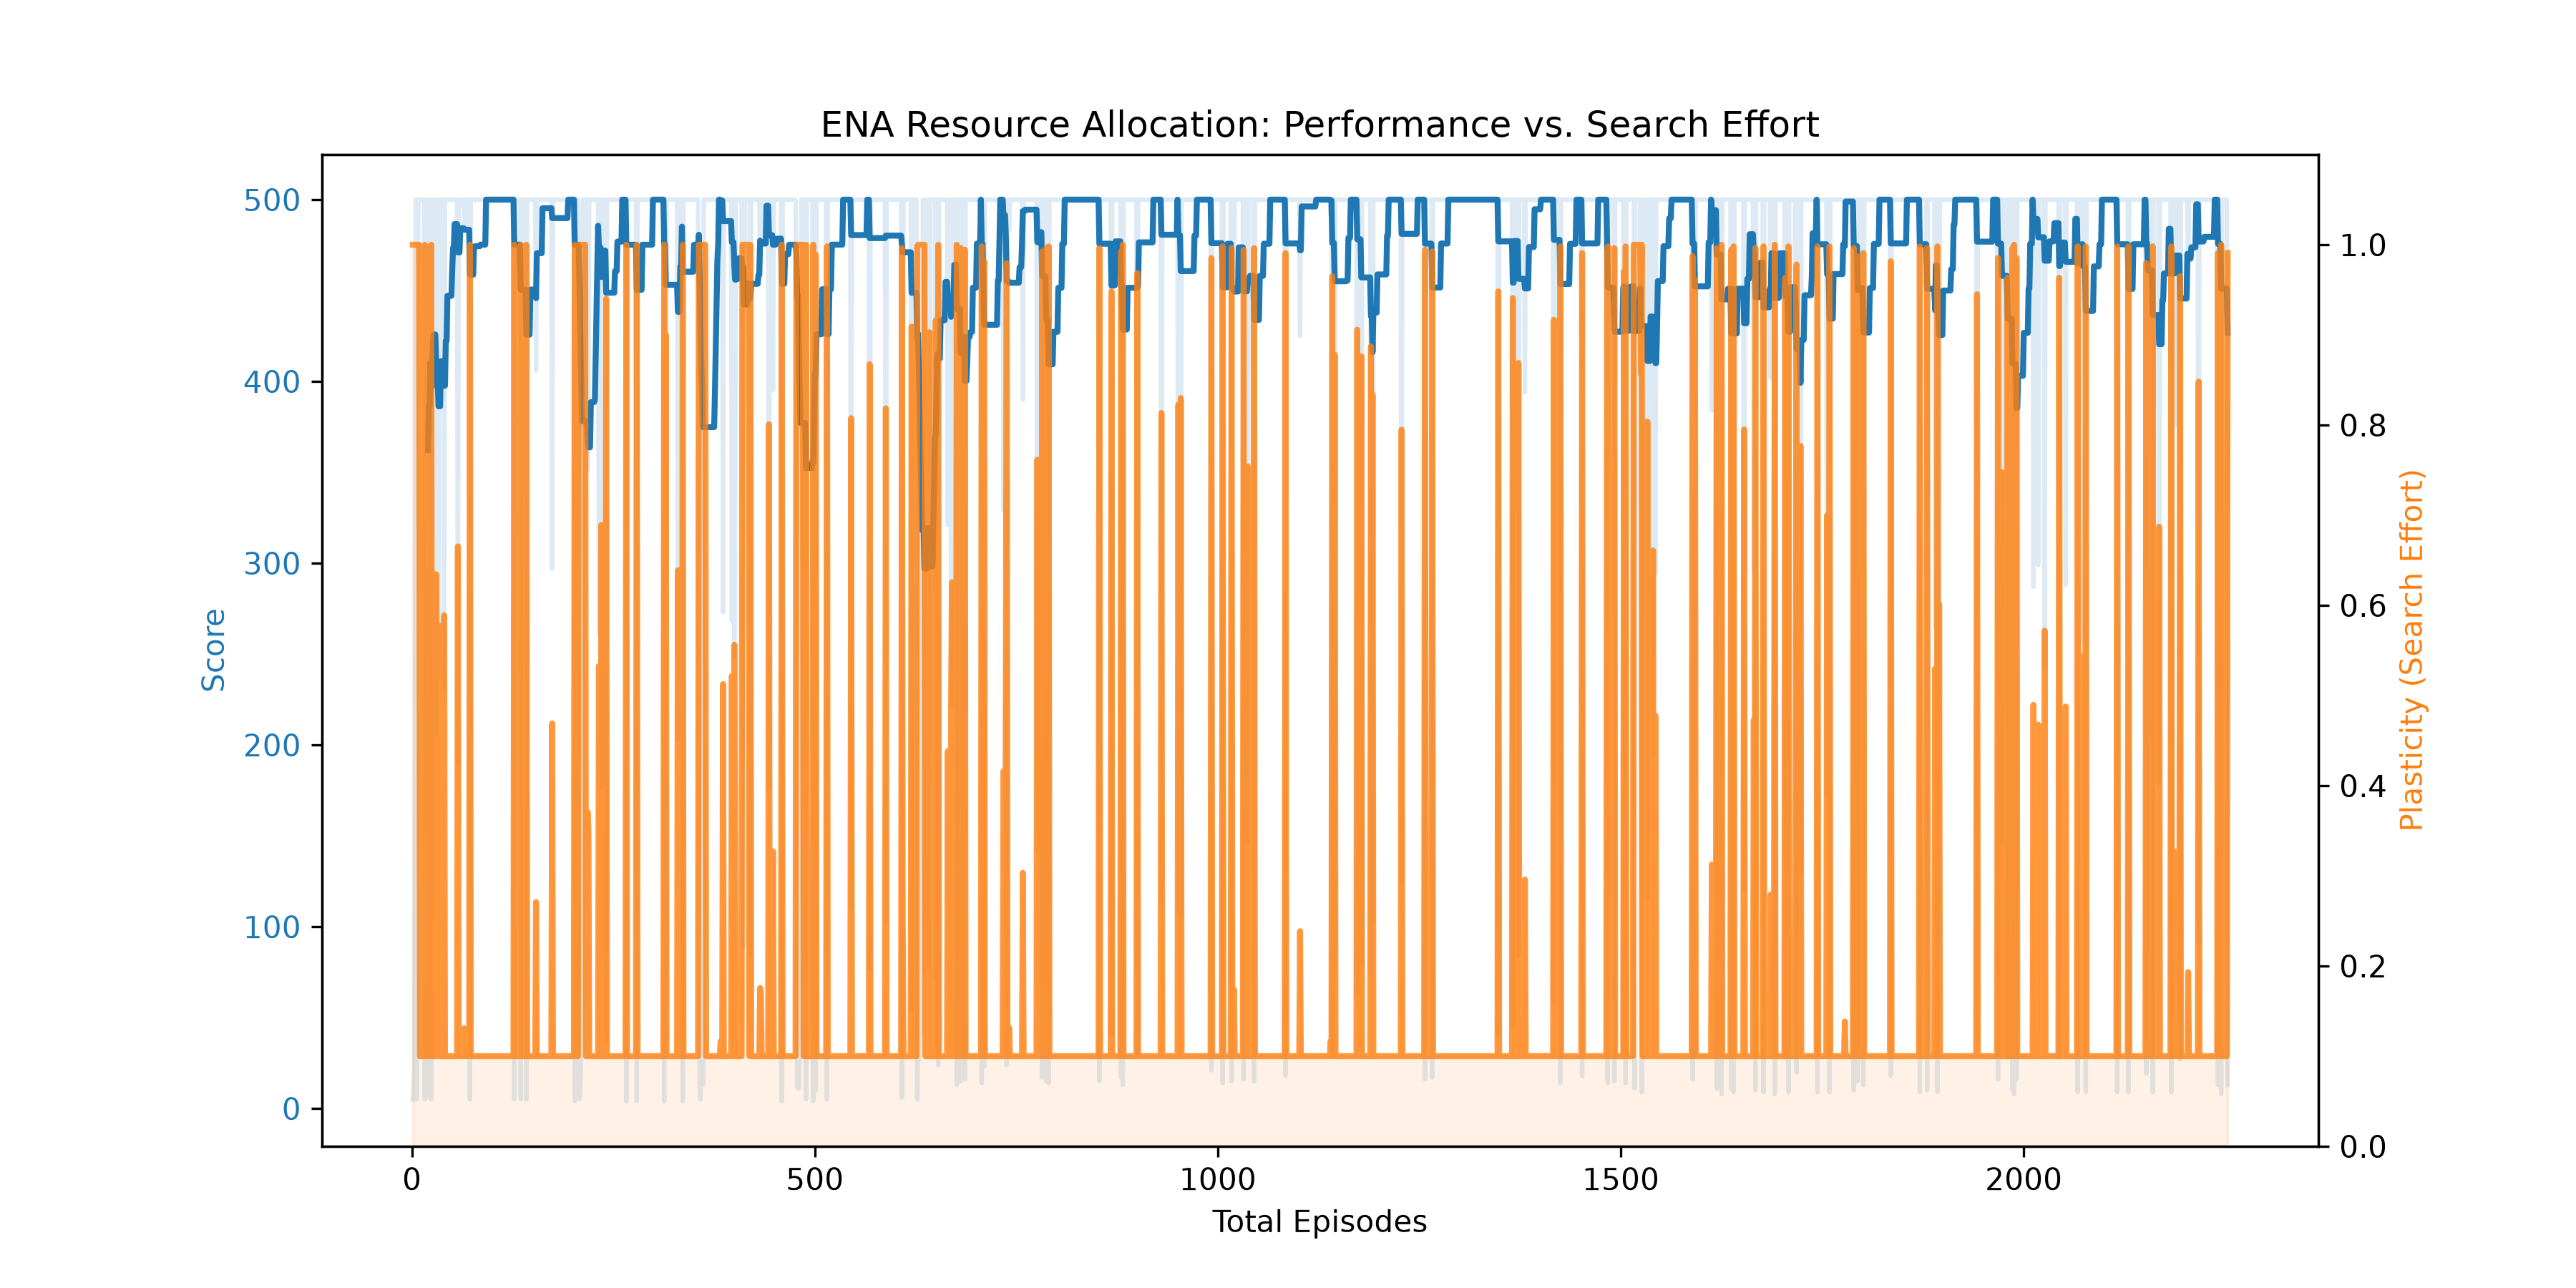 ENA Resource Allocation: Performance vs. Search Effort
500
400
300
200
100
0
Score
1.0
0.8
0.6
0.4
0.2
0.0
Plasticity (Search Effort)
0 500 1000 1500 2000
Total Episodes